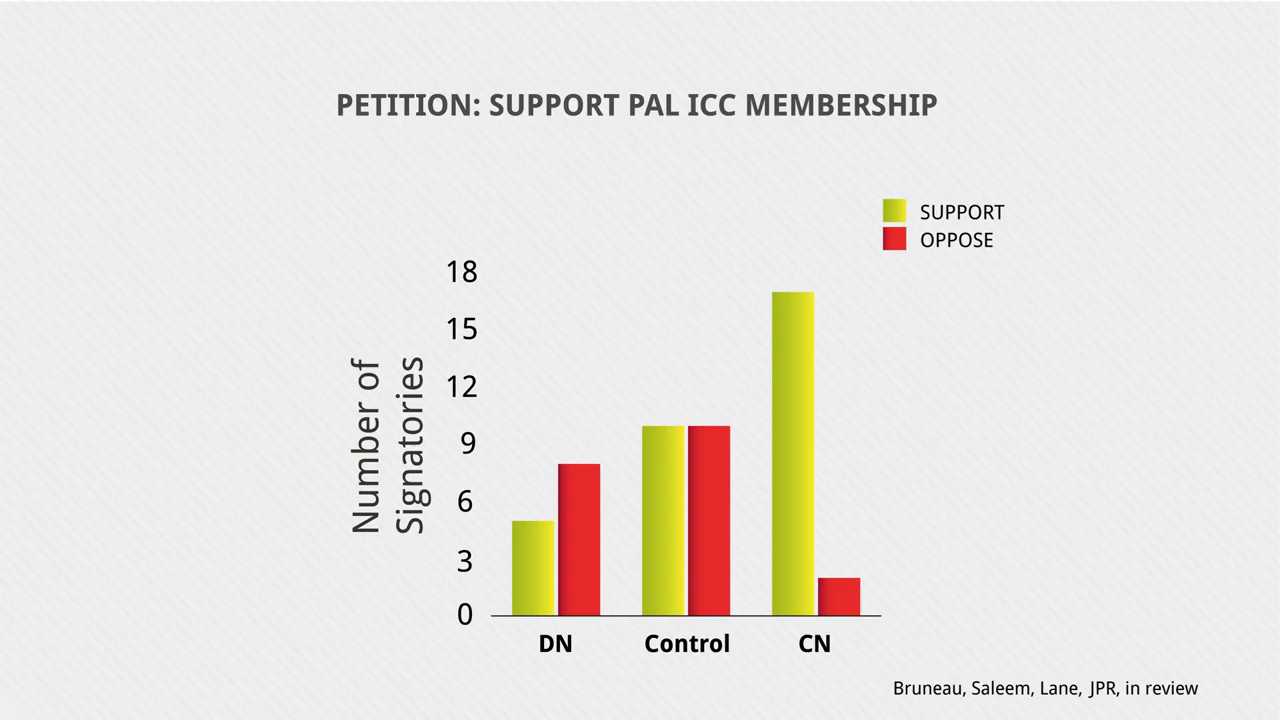 PETITION: SUPPORT PAL ICC MEMBERSHIP
SUPPORT
OPPOSE
18
15
12
9
6
3
0
Number of
Signatories
DN
Control
CN
Bruneau, Saleem, Lane, JPR, in review